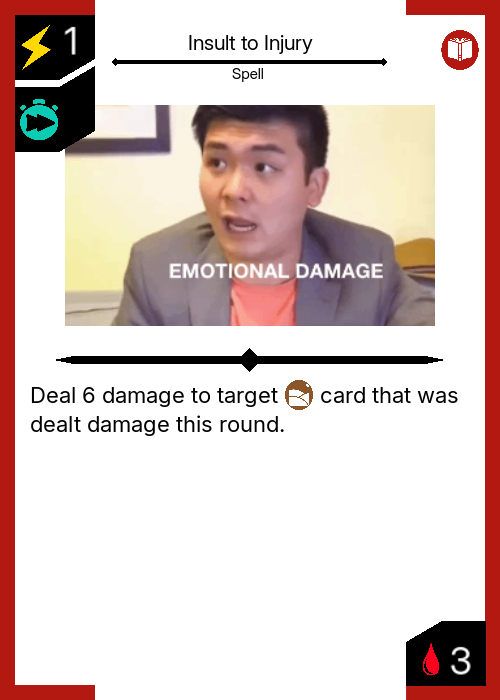 1
Insult to Injury
Spell
EMOTIONAL DAMAGE
Deal 6 damage to target card that was
dealt damage this round.
3